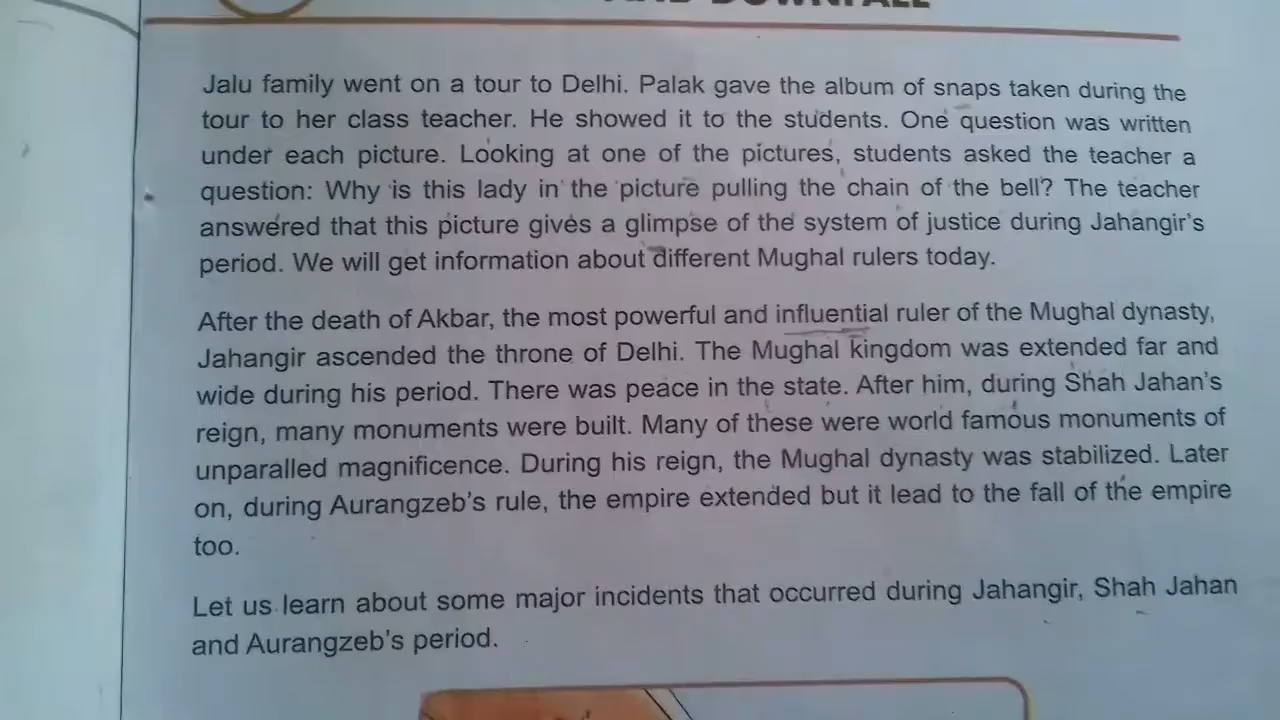 DOWNFALL
Jalu family went on a tour to Delhi. Palak gave the album of snaps taken during the
tour to her class teacher. He showed it to the students. One question was written
under each picture. Looking at one of the pictures, students asked the teacher a
question: Why is this lady in the picture pulling the chain of the bell? The teacher
answered that this picture gives a glimpse of the system of justice during Jahangir's
period. We will get information about different Mughal rulers today.
After the death of Akbar, the most powerful and influential ruler of the Mughal dynasty,
Jahangir ascended the throne of Delhi. The Mughal kingdom was extended far and
wide during his period. There was peace in the state. After him, during Shah Jahan's
reign, many monuments were built. Many of these were world famous monuments of
unparalled magnificence. During his reign, the Mughal dynasty was stabilized. Later
on, during Aurangzeb's rule, the empire extended but it lead to the fall of the empire
too.
Let us learn about some major incidents that occurred during Jahangir, Shah Jahan
and Aurangzeb's period.